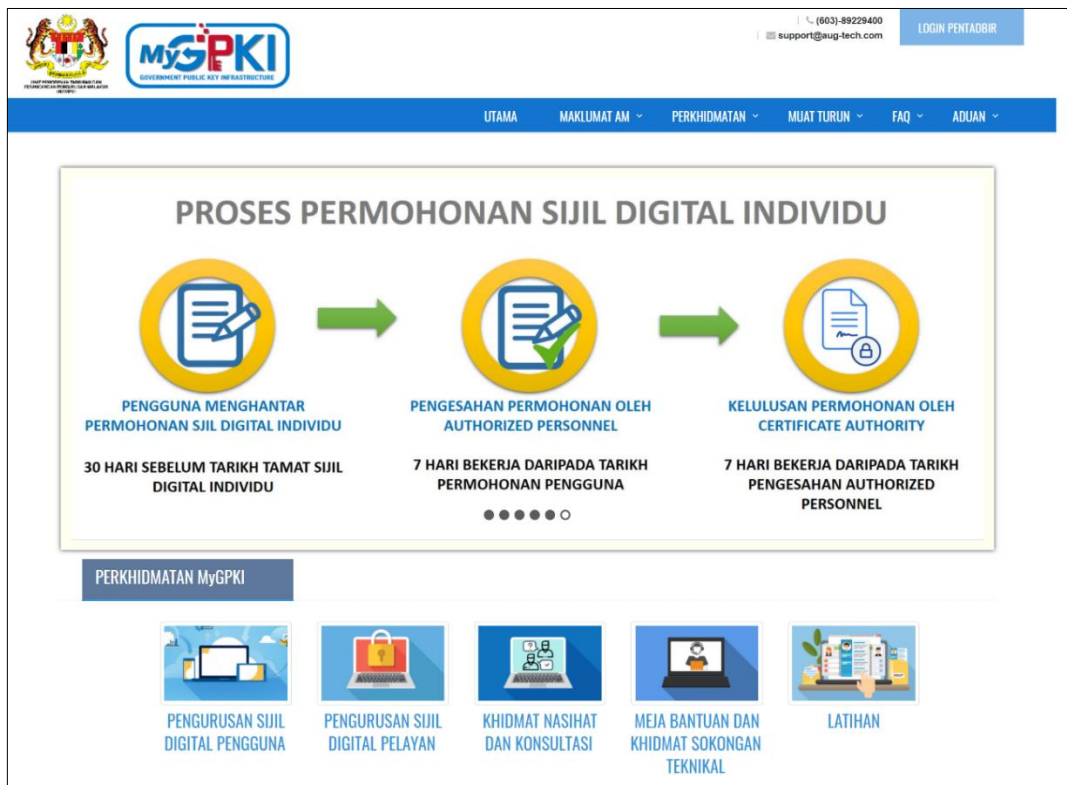 (603)-89229400
support@aug-tech.com
LOGIN PENTADBIR
MyGPKI
GOVERNMENT PUBLIC KEY INFRASTRUCTURE
UTAMA
MAKLUMAT AM
PERKHIDMATAN
MUAT TURUN
FAQ
ADUAN
PROSES PERMOHONAN SIJIL DIGITAL INDIVIDU
PENGGUNA MENGHANTAR
PERMOHONAN SJIL DIGITAL INDIVIDU
30 HARI SEBELUM TARIKH TAMAT SIJIL
DIGITAL INDIVIDU
PENGESAHAN PERMOHONAN OLEH
AUTHORIZED PERSONNEL
7 HARI BEKERJA DARIPADA TARIKH
PERMOHONAN PENGGUNA
KELULUSAN PERMOHONAN OLEH
CERTIFICATE AUTHORITY
7 HARI BEKERJA DARIPADA TARIKH
PENGESAHAN AUTHORIZED
PERSONNEL
PERKHIDMATAN MyGPKI
PENGURUSAN SIJIL
DIGITAL PENGGUNA
PENGURUSAN SIJIL
DIGITAL PELAYAN
KHIDMAT NASIHAT
DAN KONSULTASI
MEJA BANTUAN DAN
KHIDMAT SOKONGAN
TEKNIKAL
LATIHAN